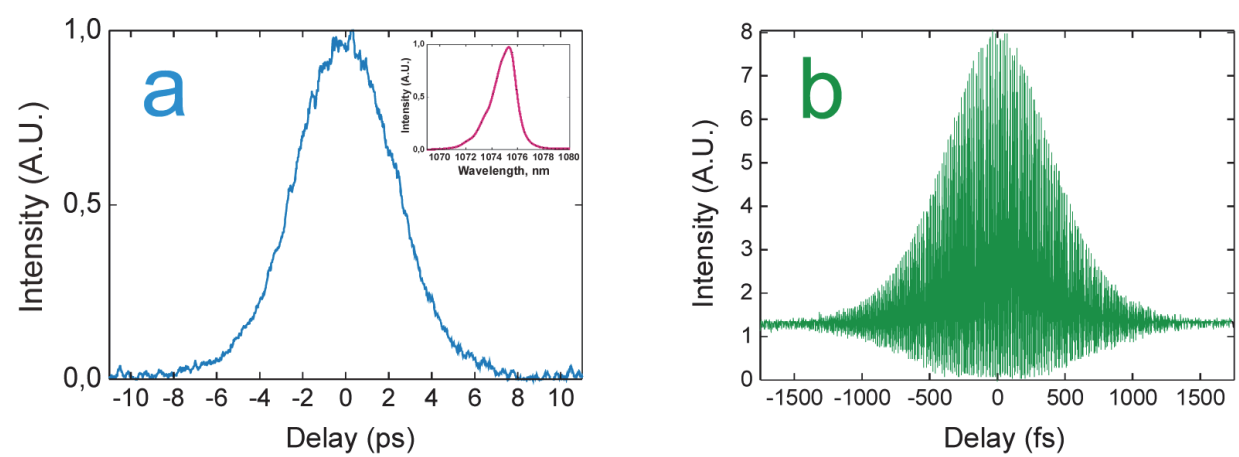 a
Intensity (A.U.)
1,0
0,5
0,0
-10 -8 -6 -4 -2 0 2 4 6 8 10
Delay (ps)
Intensity (A.U.)
1,0
0,5
0,0
1070 1072 1074 1076 1078 1080
Wavelength, nm
b
Intensity (A.U.)
8
7
6
5
4
3
2
1
0
-1500 -1000 -500 0 500 1000 1500
Delay (fs)